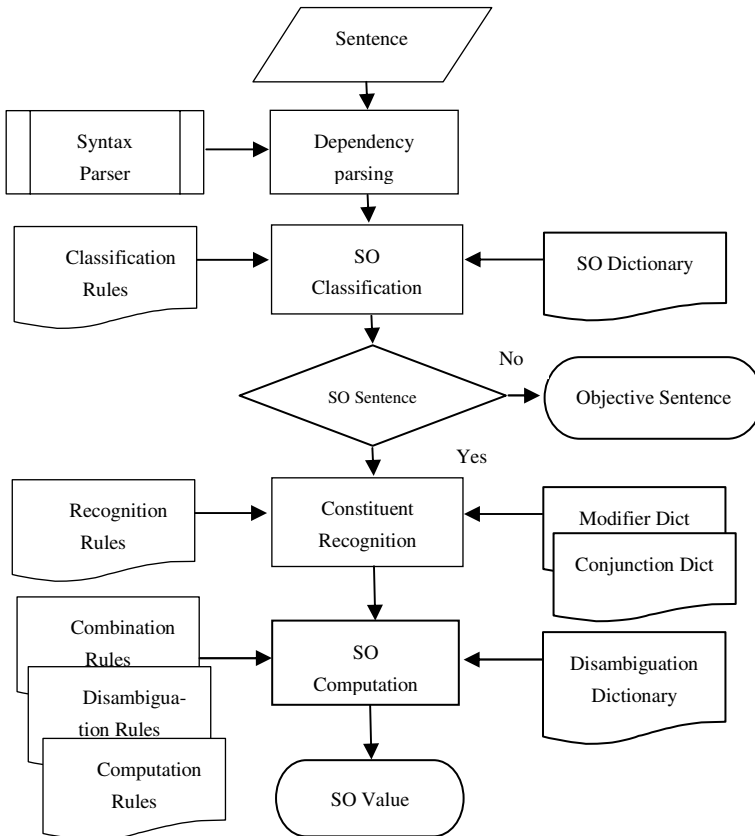 Sentence
Syntax
Parser
Dependency
parsing
Classification
Rules
SO
Classification
SO Dictionary
SO Sentence
No
Objective Sentence
Yes
Recognition
Rules
Constituent
Recognition
Modifier Dict
Conjunction Dict
Combination
Rules
Disambigua-
tion Rules
Computation
Rules
SO
Computation
Disambiguation
Dictionary
SO Value